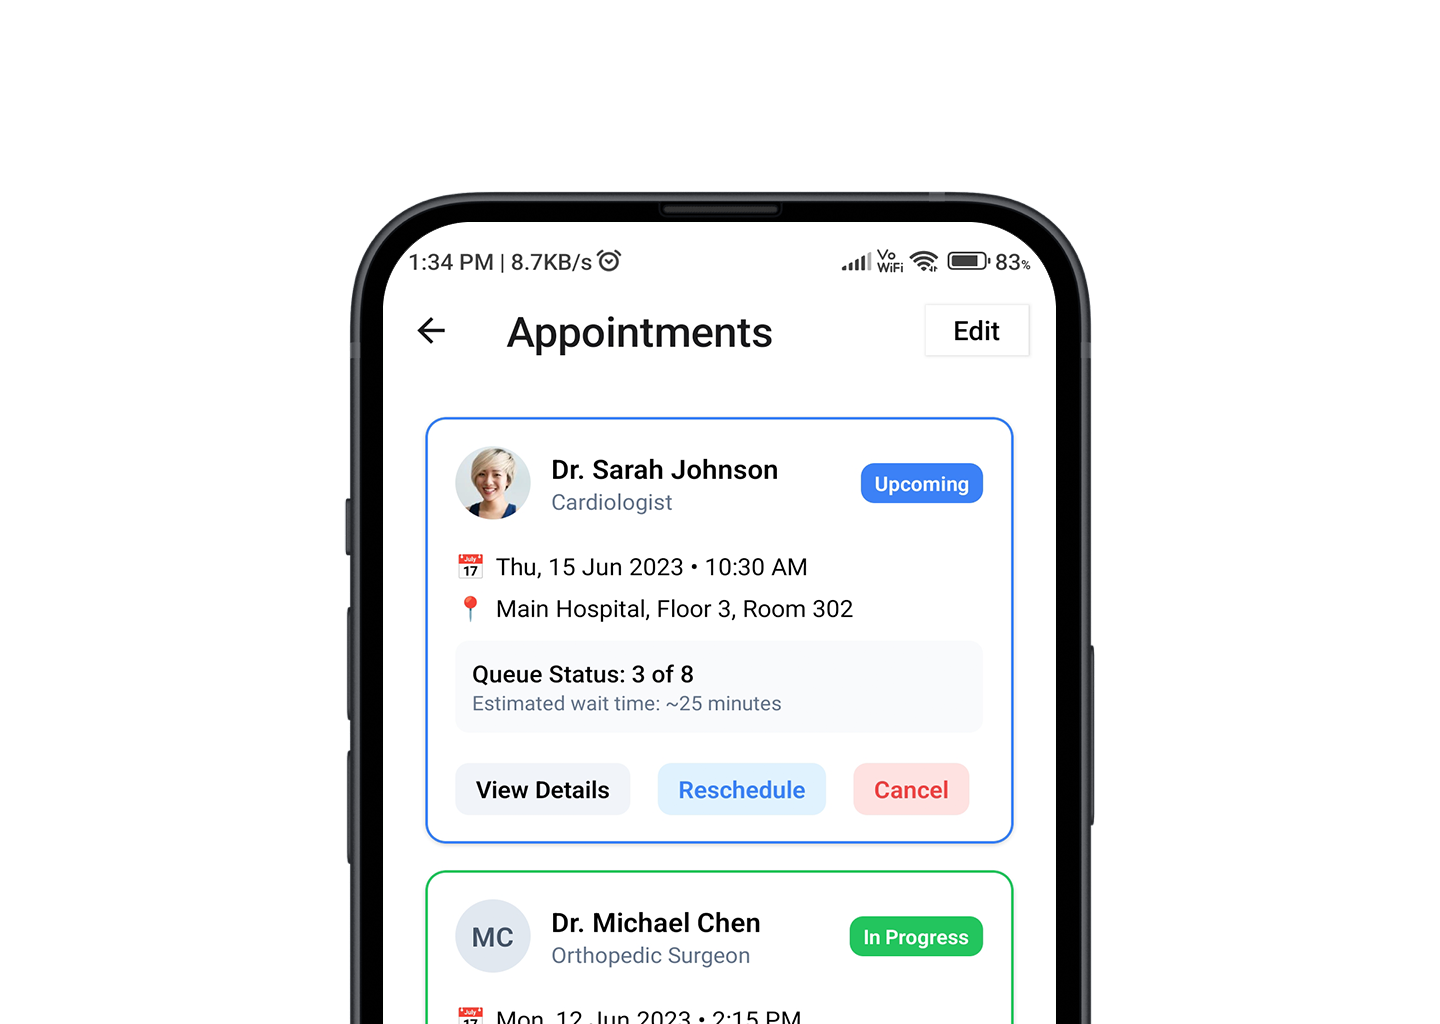 1:34 PM | 8.7KB/s Vo WiFi 83%
Appointments Edit
Dr. Sarah Johnson Upcoming
Cardiologist
July 17 Thu, 15 Jun 2023 • 10:30 AM
Main Hospital, Floor 3, Room 302
Queue Status: 3 of 8
Estimated wait time: ~25 minutes
View Details Reschedule Cancel
MC Dr. Michael Chen In Progress
Orthopedic Surgeon
July 17 Mon, 12 Jun 2023 • 2:15 PM